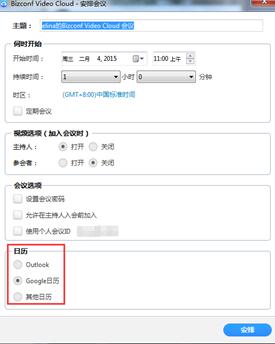 Bizconf Video Cloud - 安排会议
主题： elina的Bizconf Video Cloud 会议
何时开始
开始时间： 周三 二月 4, 2015 11:00 上午
持续时间： 1 小时 0 分钟
时区： (GMT+8:00)中国标准时间
定期会议
视频选项（加入会议时）
主持人： 打开 关闭
参会者： 打开 关闭
会议选项
设置会议密码
允许在主持人入会前加入
使用个人会议ID
日历
Outlook
Google日历
其他日历
安排